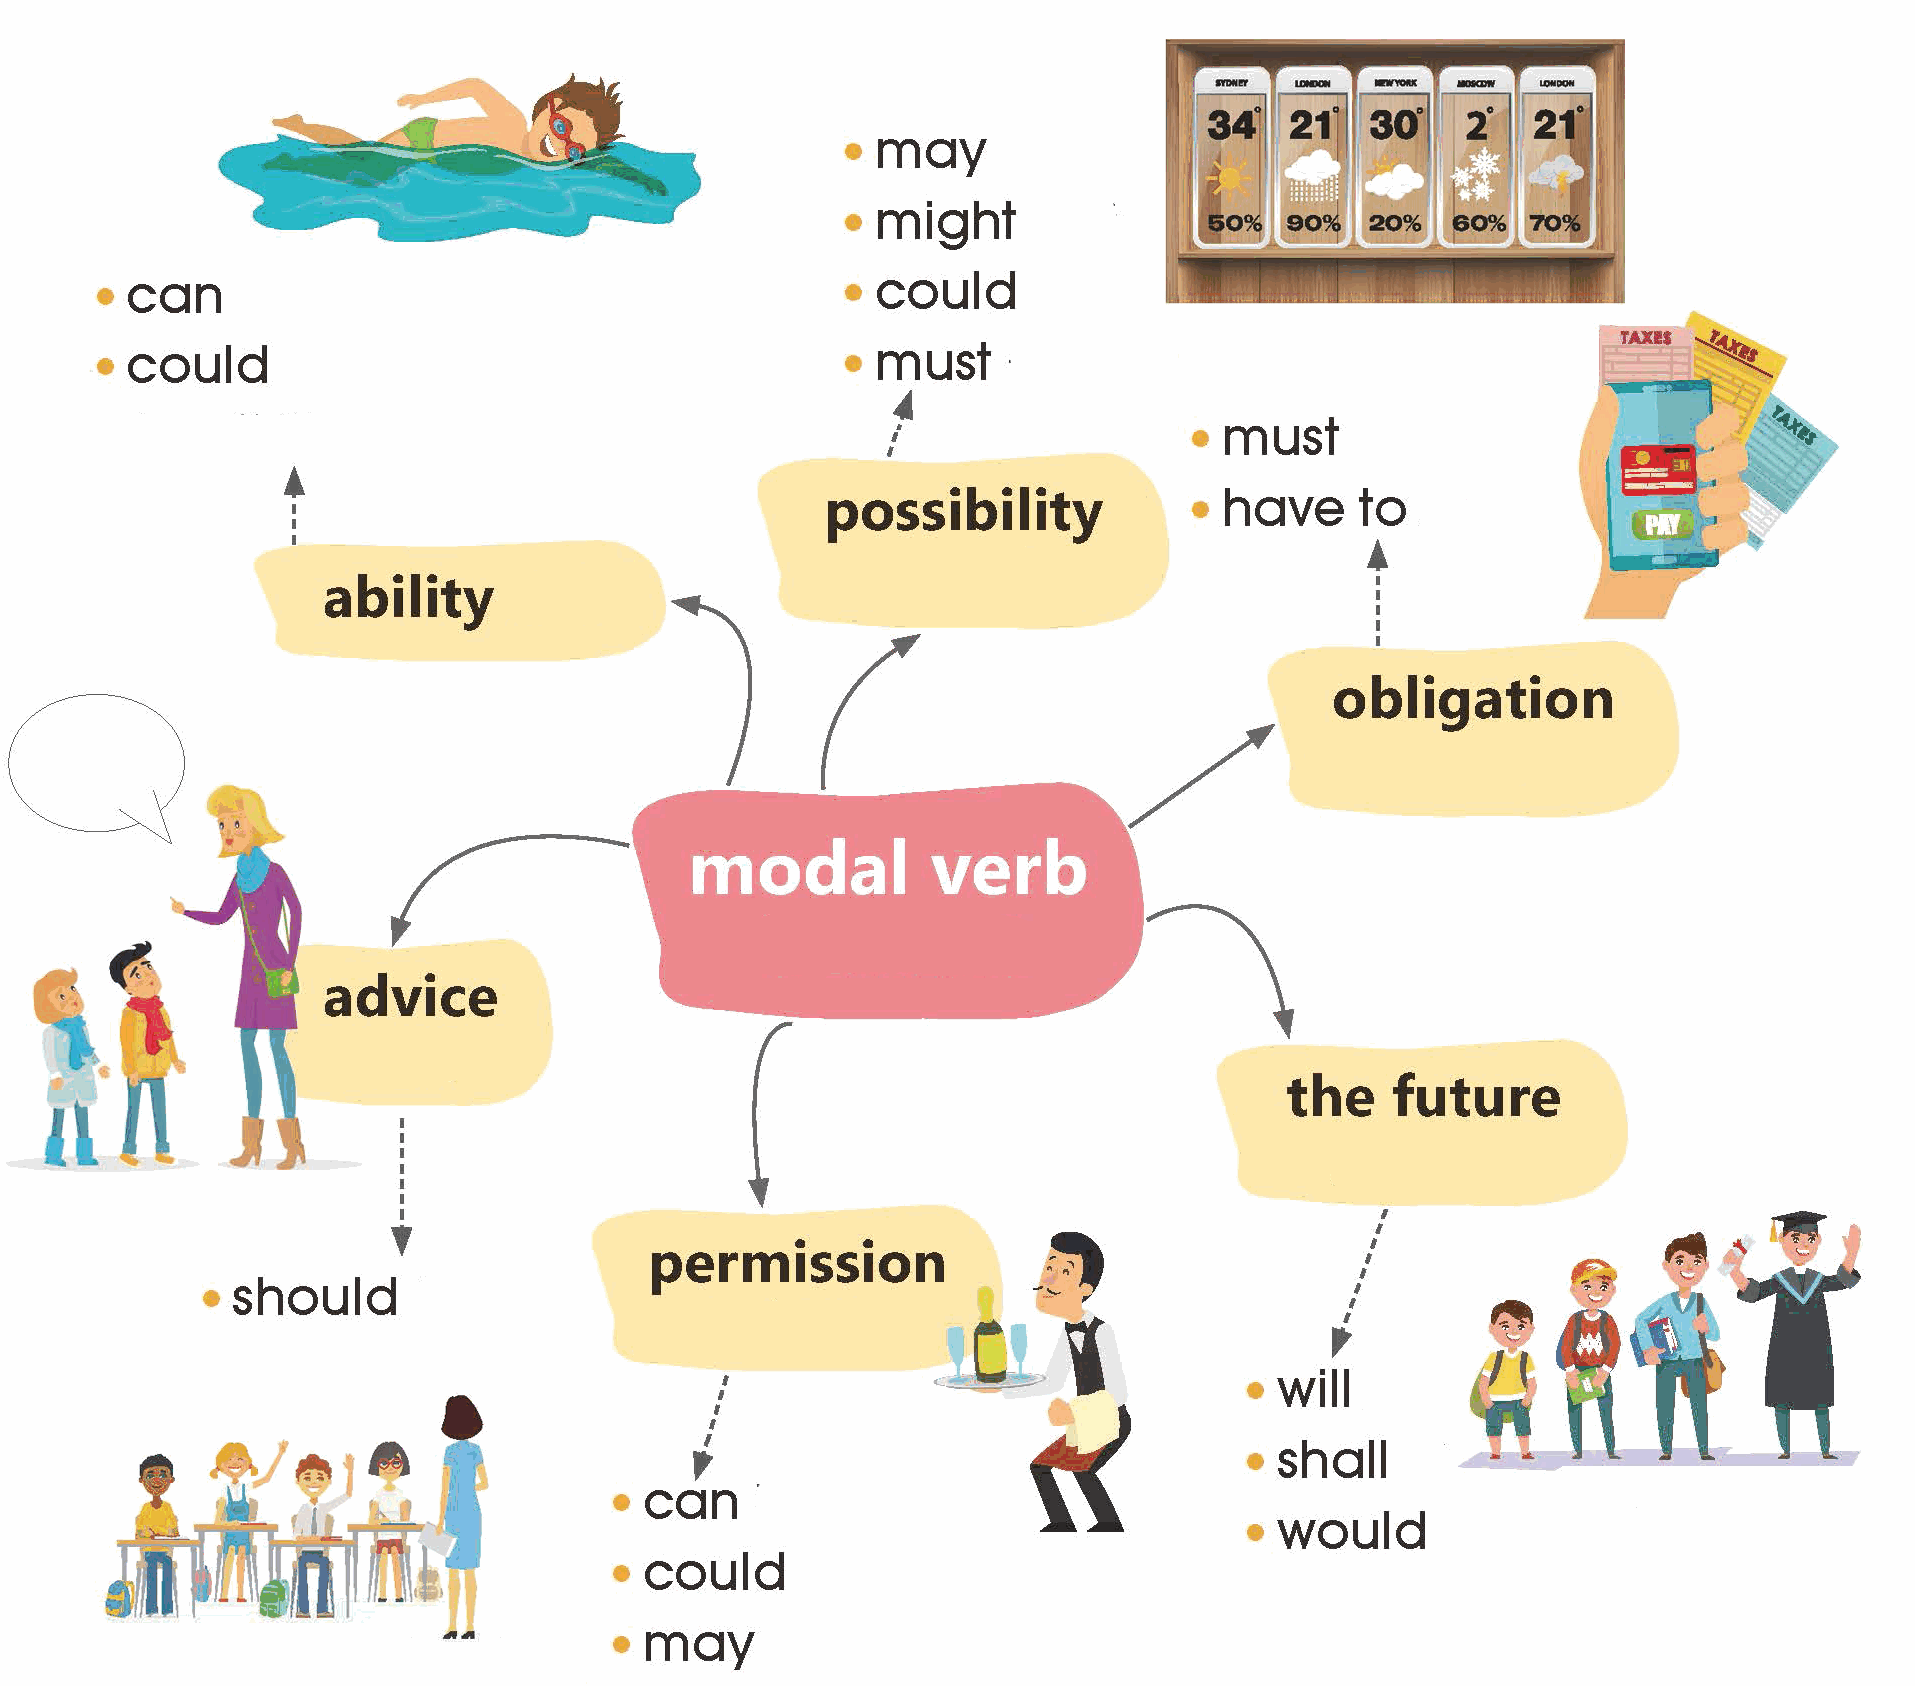 SYDNEY LONDON NEW YORK MOSCOW LONDON
34° 21° 30° 2° 21°
50% 90% 20% 60% 70%
• may
• might
• could
• must
• can
• could
TAXES TAXES TAXES
PAY
• must
• have to
possibility
ability
obligation
modal verb
advice
the future
permission
• should
• will
• shall
• would
• can
• could
• may